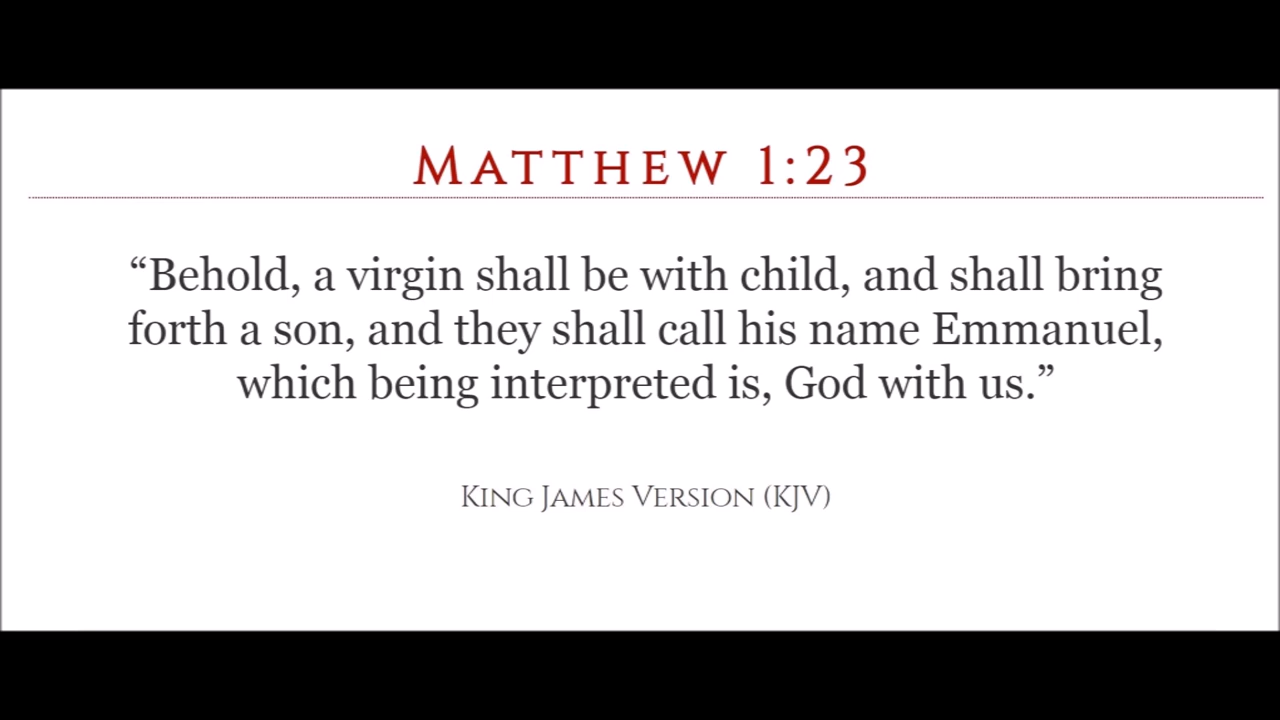 Matthew 1:23
“Behold, a virgin shall be with child, and shall bring
forth a son, and they shall call his name Emmanuel,
which being interpreted is, God with us.”
King James Version (KJV)